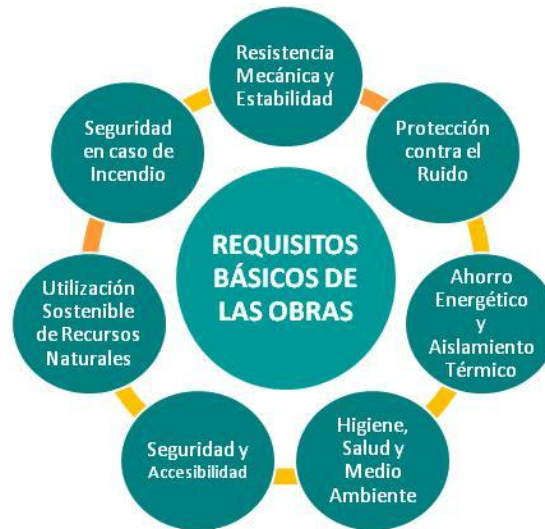 Resistencia
Mecánica y
Estabilidad
Protección
contra el
Ruido
Ahorro
Energético
y
Aislamiento
Térmico
Higiene,
Salud y
Medio
Ambiente
Seguridad y
Accesibilidad
Utilización
Sostenible
de Recursos
Naturales
Seguridad
en caso de
Incendio
REQUISITOS
BÁSICOS DE
LAS OBRAS